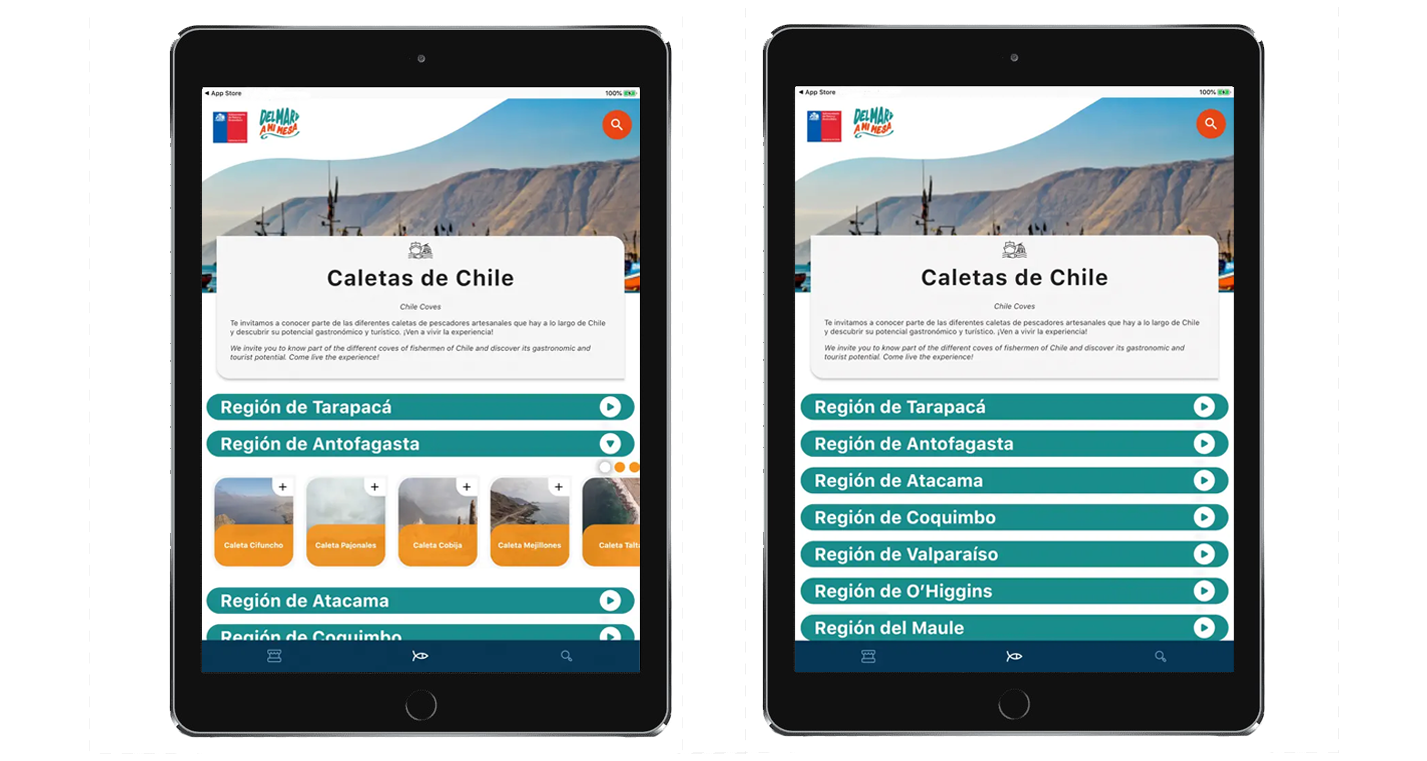 App Store
100%
DEL MAR
A MI MESA
Caletas de Chile
Chile Coves
Te invitamos a conocer parte de las diferentes caletas de pescadores artesanales que hay a lo largo de Chile
y descubrir su potencial gastronómico y turístico. ¡Ven a vivir la experiencia!
We invite you to know part of the different coves of fishermen of Chile and discover its gastronomic and
tourist potential. Come live the experience!
Región de Tarapacá
Región de Antofagasta
Caleta Cifuncho
Caleta Pajonales
Caleta Cobija
Caleta Mejillones
Caleta Talta
Región de Atacama
Región de Coquimbo
App Store
100%
DEL MAR
A MI MESA
Caletas de Chile
Chile Coves
Te invitamos a conocer parte de las diferentes caletas de pescadores artesanales que hay a lo largo de Chile
y descubrir su potencial gastronómico y turístico. ¡Ven a vivir la experiencia!
We invite you to know part of the different coves of fishermen of Chile and discover its gastronomic and
tourist potential. Come live the experience!
Región de Tarapacá
Región de Antofagasta
Región de Atacama
Región de Coquimbo
Región de Valparaíso
Región de O’Higgins
Región del Maule